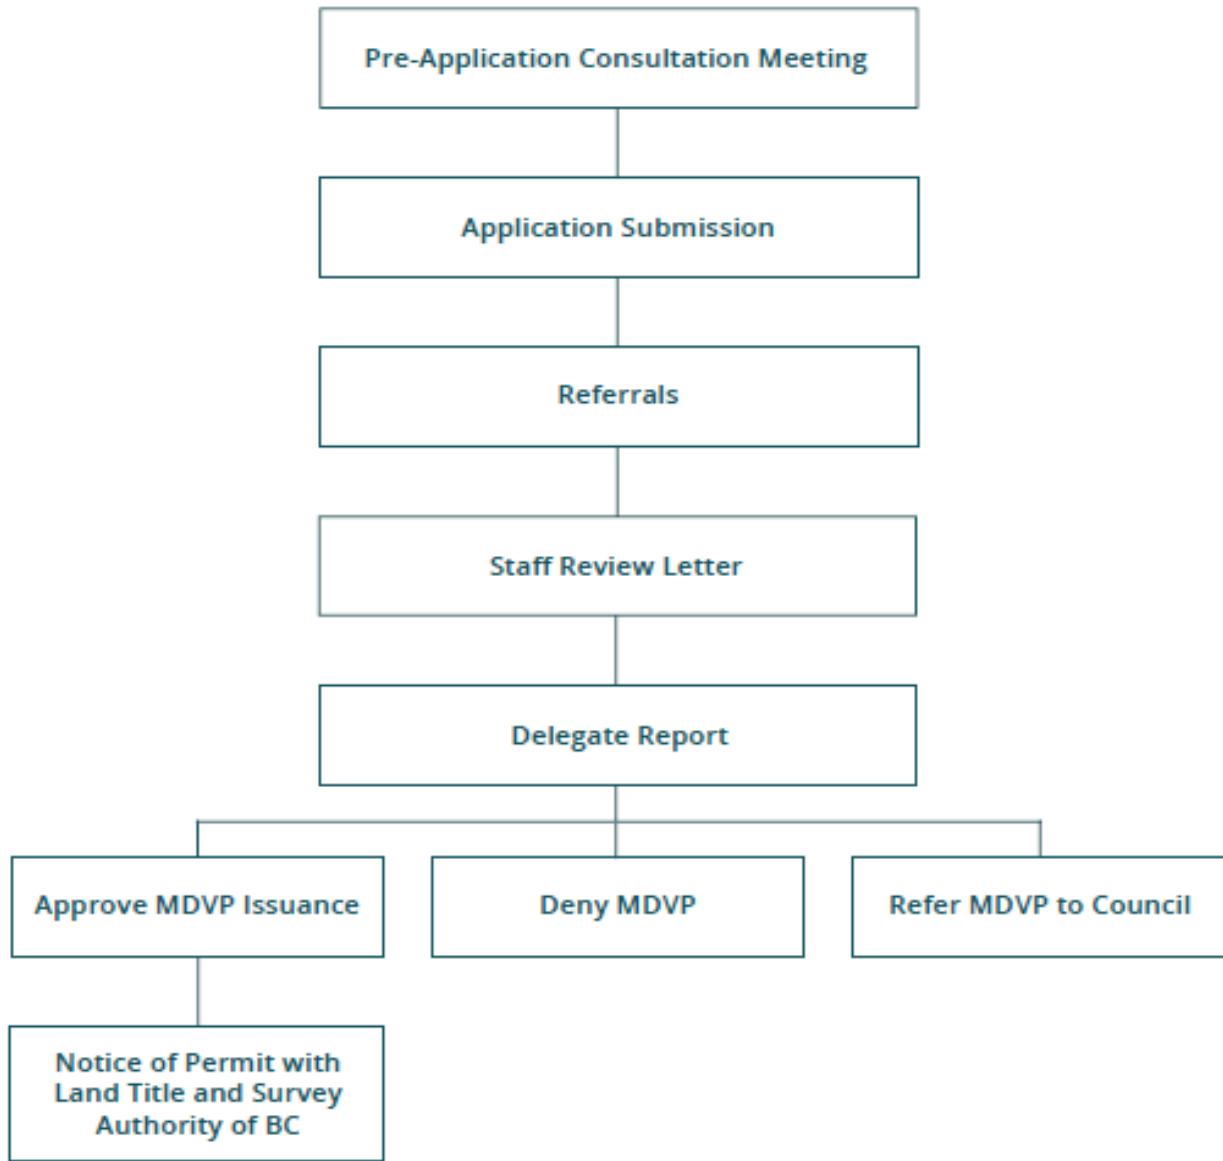 Pre-Application Consultation Meeting
Application Submission
Referrals
Staff Review Letter
Delegate Report
Approve MDVP Issuance
Deny MDVP
Refer MDVP to Council
Notice of Permit with
Land Title and Survey
Authority of BC